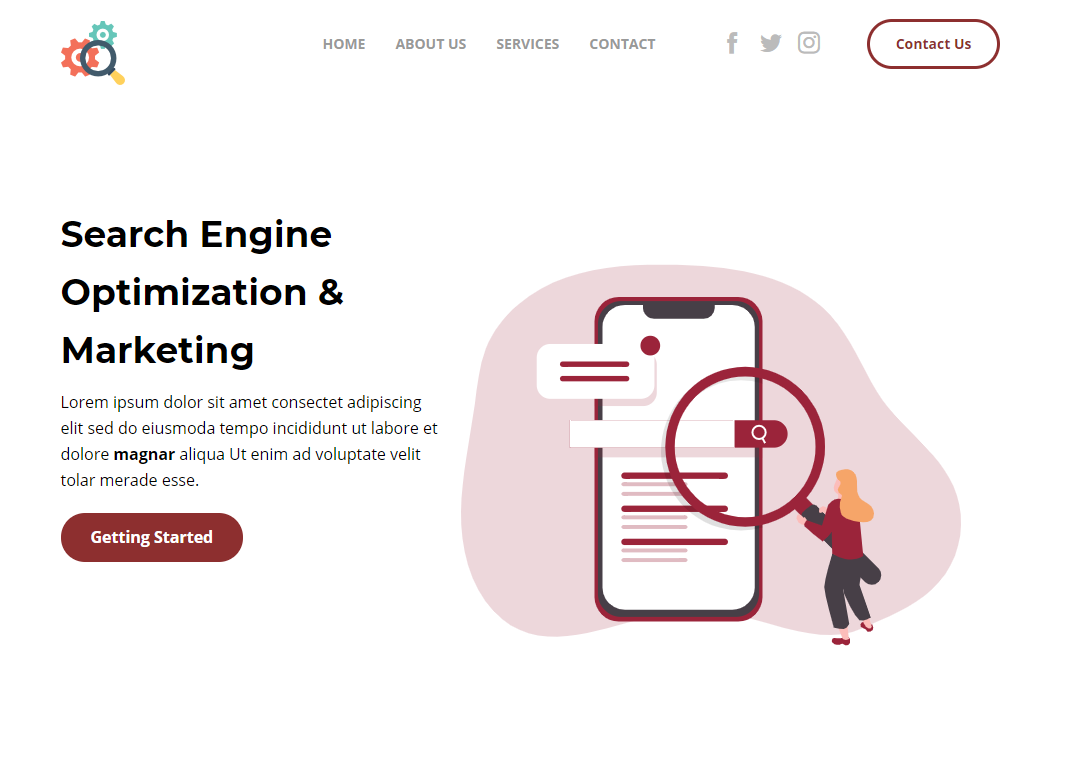 HOME ABOUT US SERVICES CONTACT Contact Us
Search Engine
Optimization &
Marketing
Lorem ipsum dolor sit amet consectet adipiscing
elit sed do eiusmoda tempo incididunt ut labore et
dolore magnar aliqua Ut enim ad voluptate velit
tolar merade esse.
Getting Started